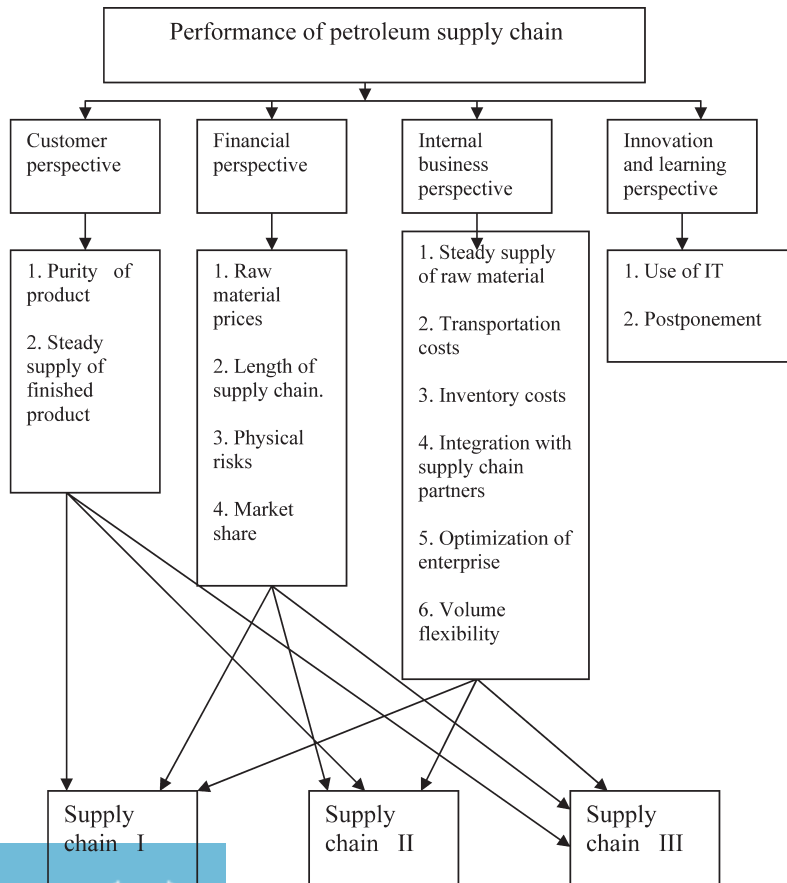 Performance of petroleum supply chain
Customer
perspective
Financial
perspective
Internal
business
perspective
Innovation
and learning
perspective
1. Purity of
product
2. Steady
supply of
finished
product
1. Raw
material
prices
2. Length of
supply chain.
3. Physical
risks
4. Market
share
1. Steady supply
of raw material
2. Transportation
costs
3. Inventory costs
4. Integration with
supply chain
partners
5. Optimization of
enterprise
6. Volume
flexibility
1. Use of IT
2. Postponement
Supply
chain I
Supply
chain II
Supply
chain III